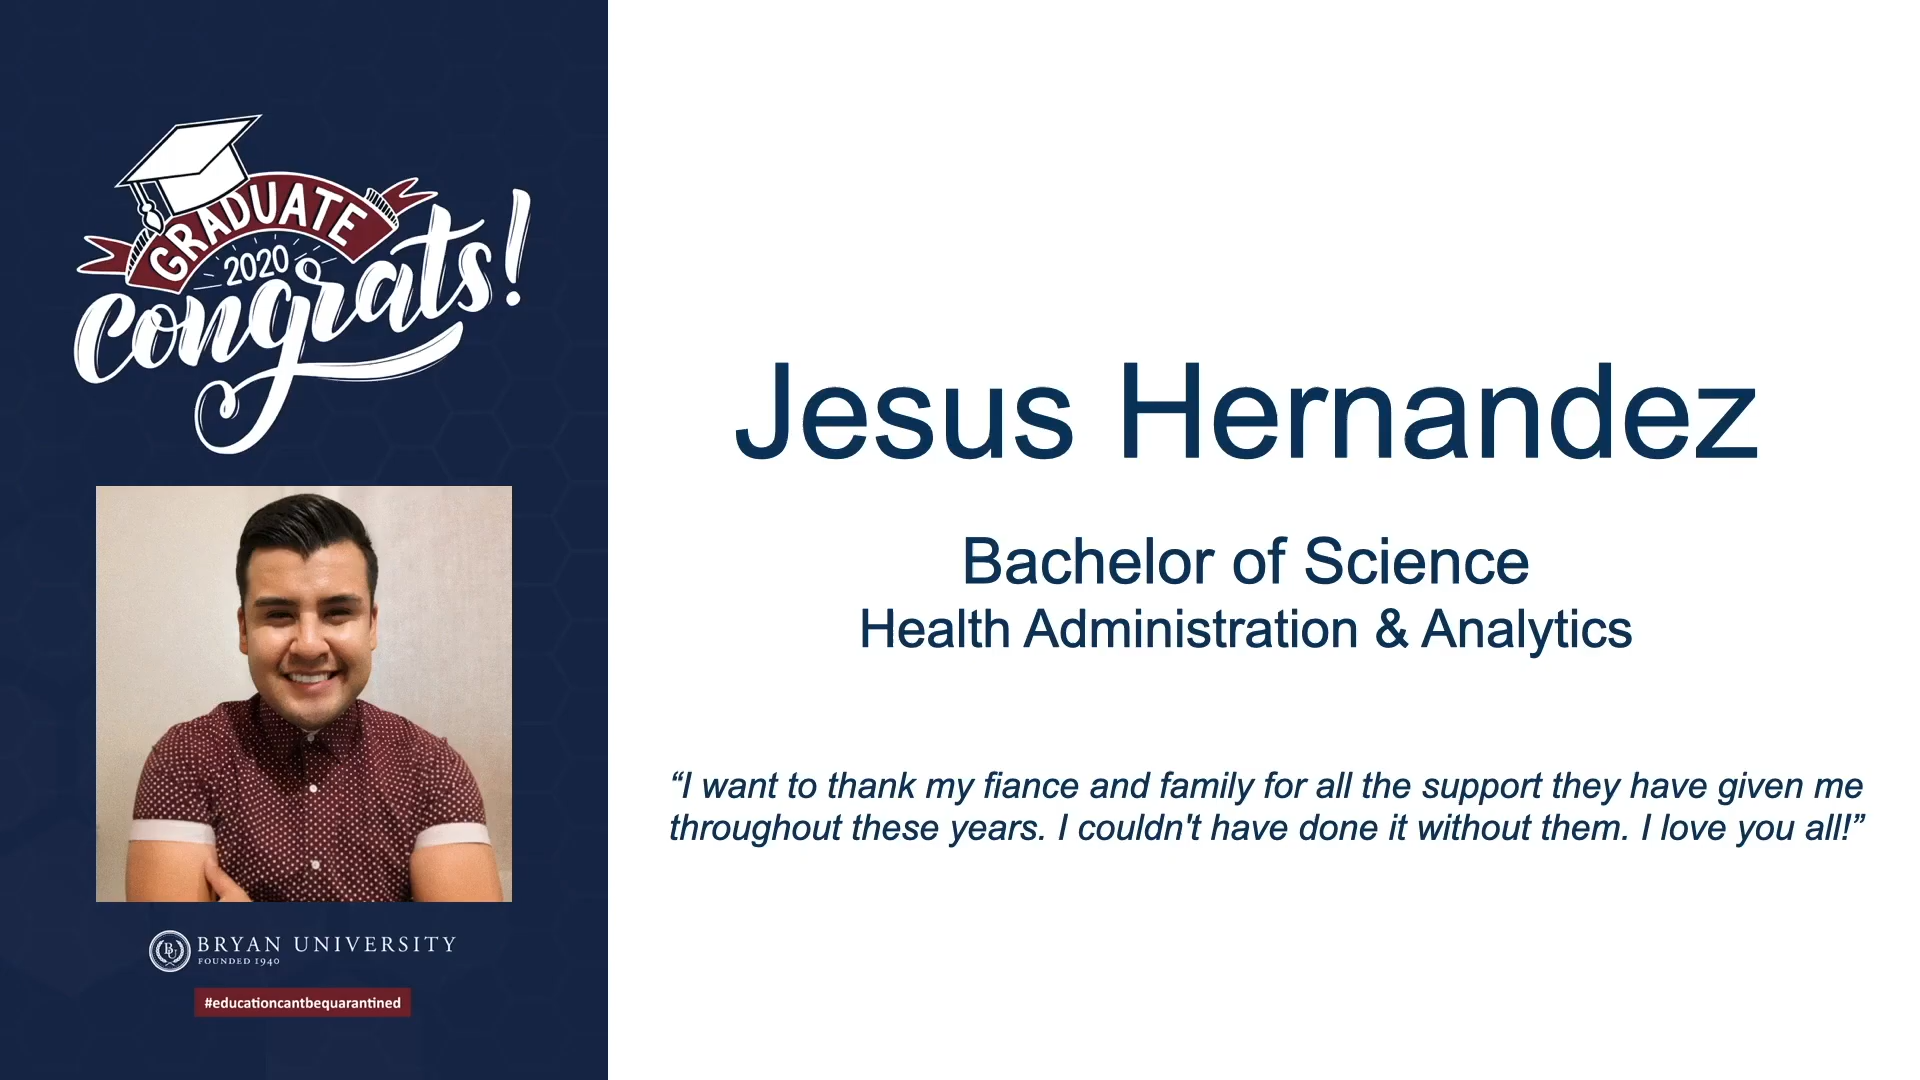 GRADUATE
2020
Congrats!
BU
BRYAN UNIVERSITY
FOUNDED 1940
#educationcantbequarantined
Jesus Hernandez
Bachelor of Science
Health Administration & Analytics
“I want to thank my fiance and family for all the support they have given me
throughout these years. I couldn't have done it without them. I love you all!”